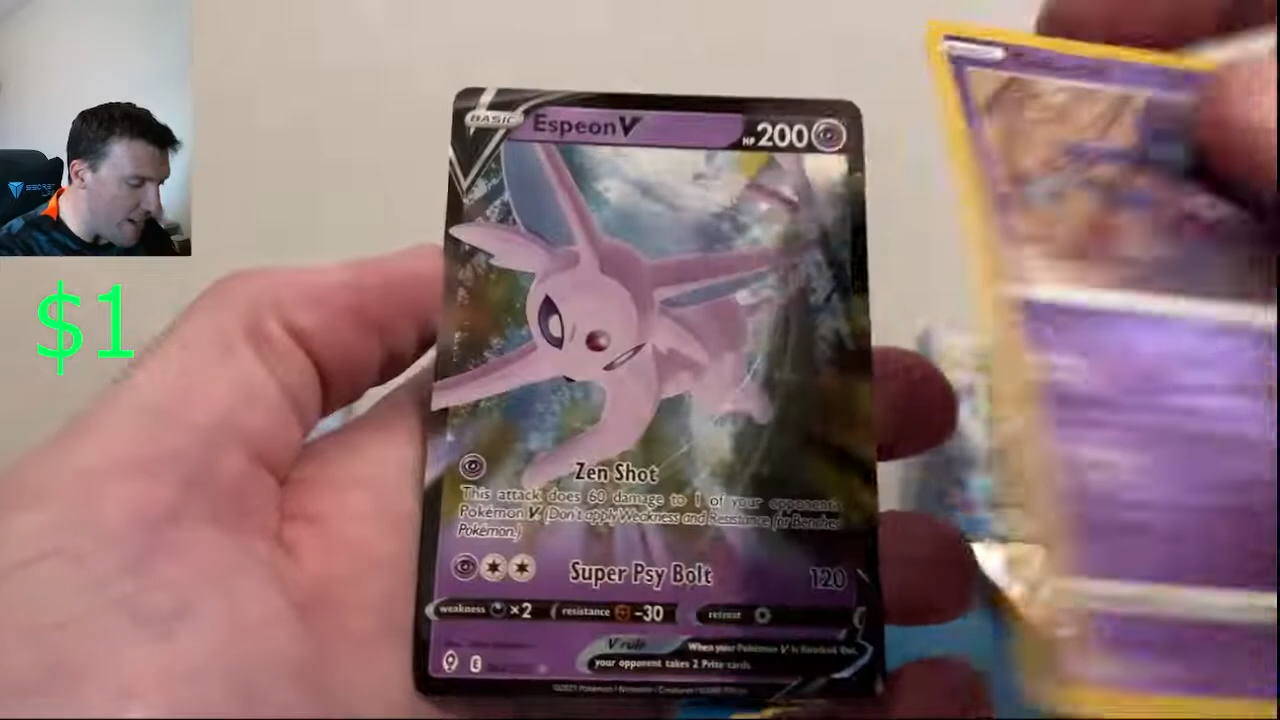 BASIC EspeonV HP 200
$1
Zen Shot
This attack does 60 damage to 1 of your opponent's
Pokémon V. (Don't apply Weakness and Resistance for Benched
Pokémon.)
Super Psy Bolt 120
weakness ×2 resistance -30 retreat
V rule When your Pokémon V is Knocked Out,
your opponent takes 2 Prize cards.
E